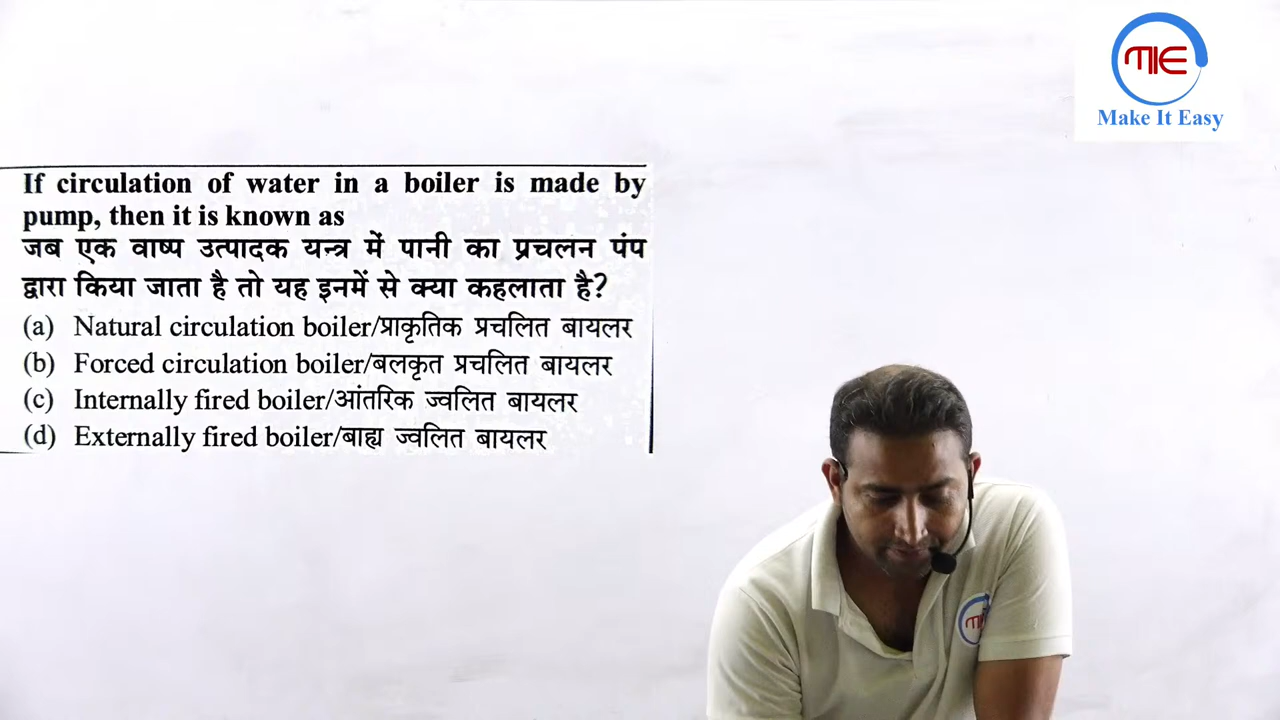 MIE
Make It Easy
If circulation of water in a boiler is made by
pump, then it is known as
जब एक वाष्प उत्पादक यन्त्र में पानी का प्रचलन पंप
द्वारा किया जाता है तो यह इनमें से क्या कहलाता है?
(a) Natural circulation boiler/प्राकृतिक प्रचलित बायलर
(b) Forced circulation boiler/बलकृत प्रचलित बायलर
(c) Internally fired boiler/आंतरिक ज्वलित बायलर
(d) Externally fired boiler/बाह्य ज्वलित बायलर
MIE